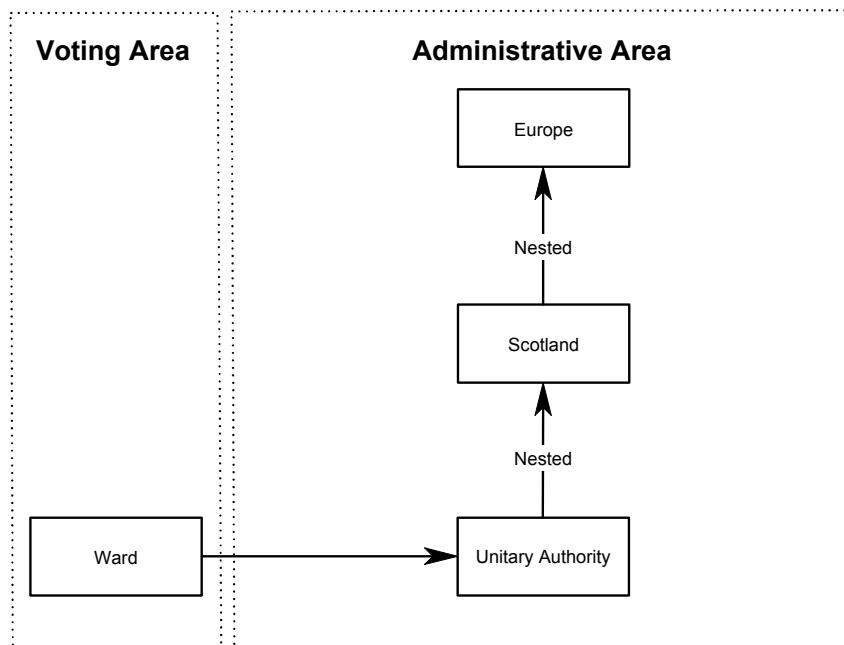 Voting Area
Administrative Area
Europe
Nested
Scotland
Nested
Ward
Unitary Authority